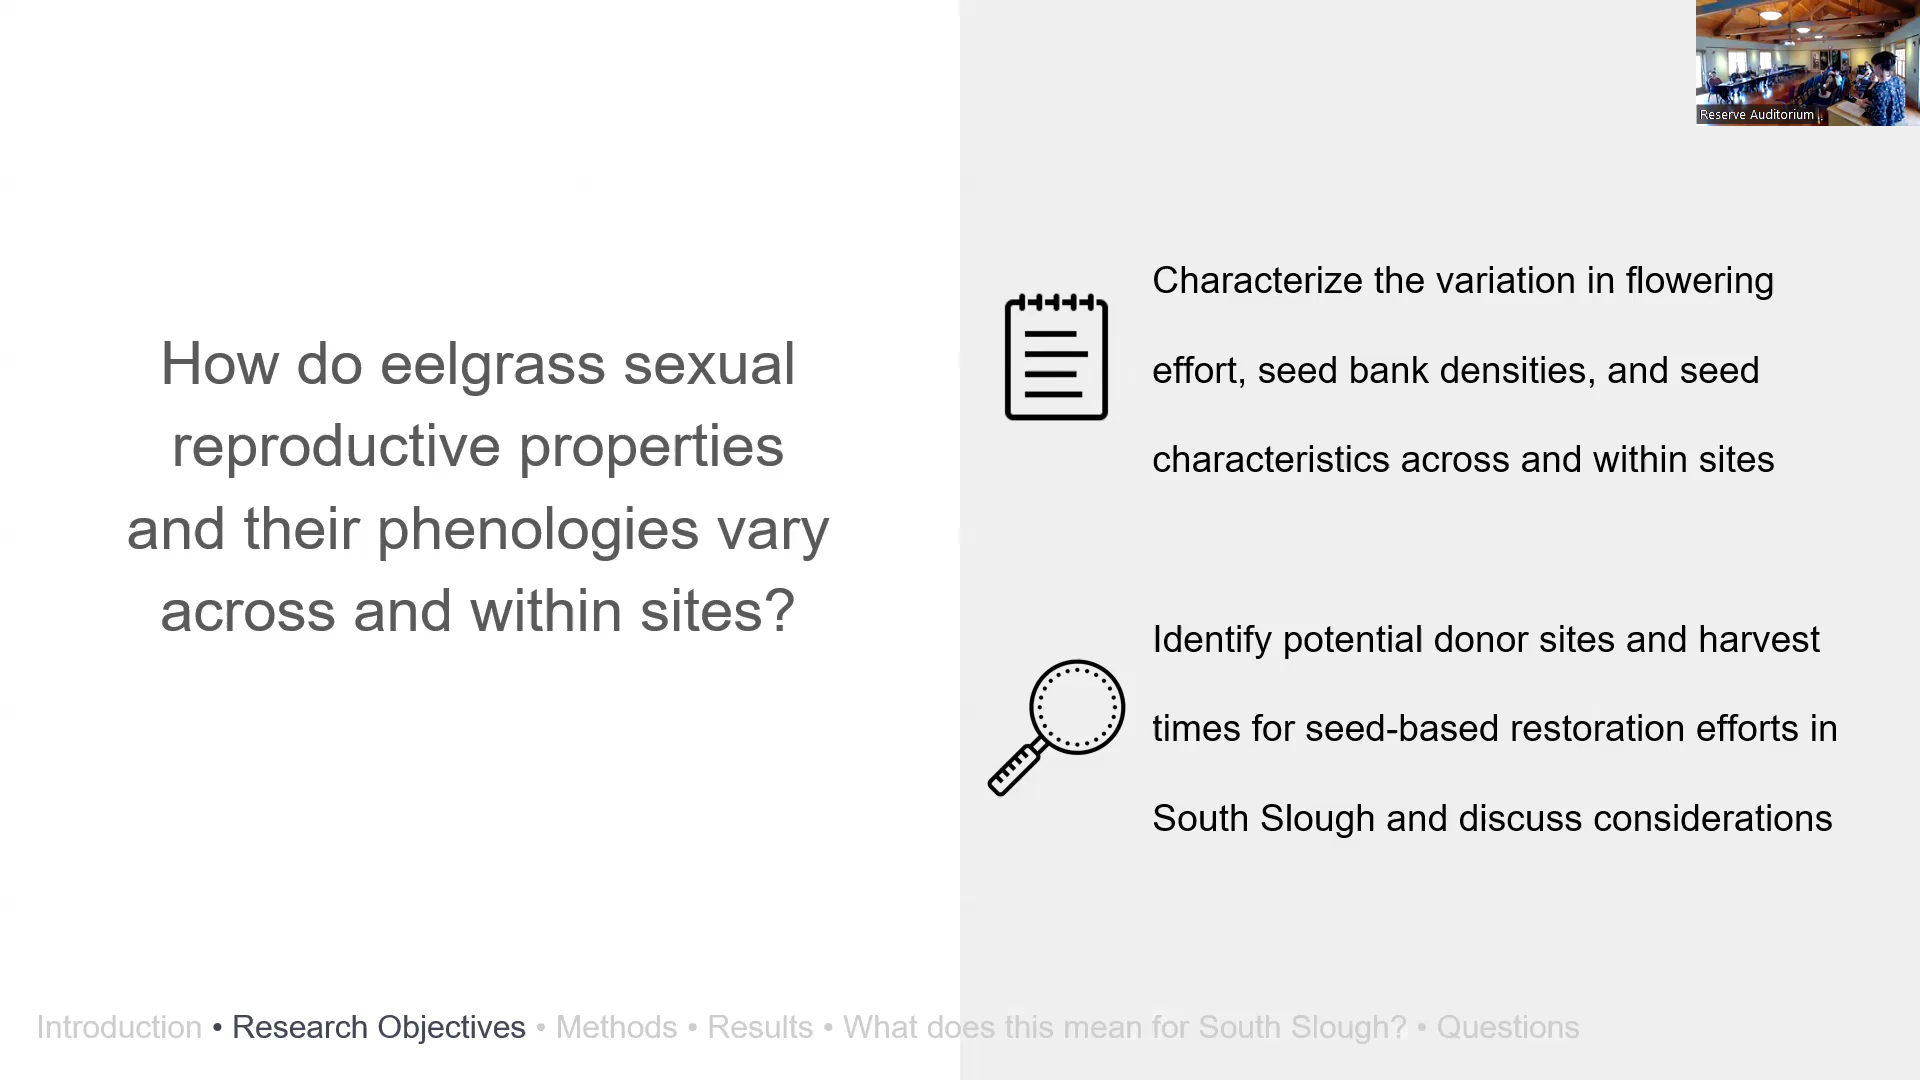 Reserve Auditorium
How do eelgrass sexual
reproductive properties
and their phenologies vary
across and within sites?
Characterize the variation in flowering
effort, seed bank densities, and seed
characteristics across and within sites
Identify potential donor sites and harvest
times for seed-based restoration efforts in
South Slough and discuss considerations
Introduction • Research Objectives • Methods • Results • What does this mean for South Slough? • Questions